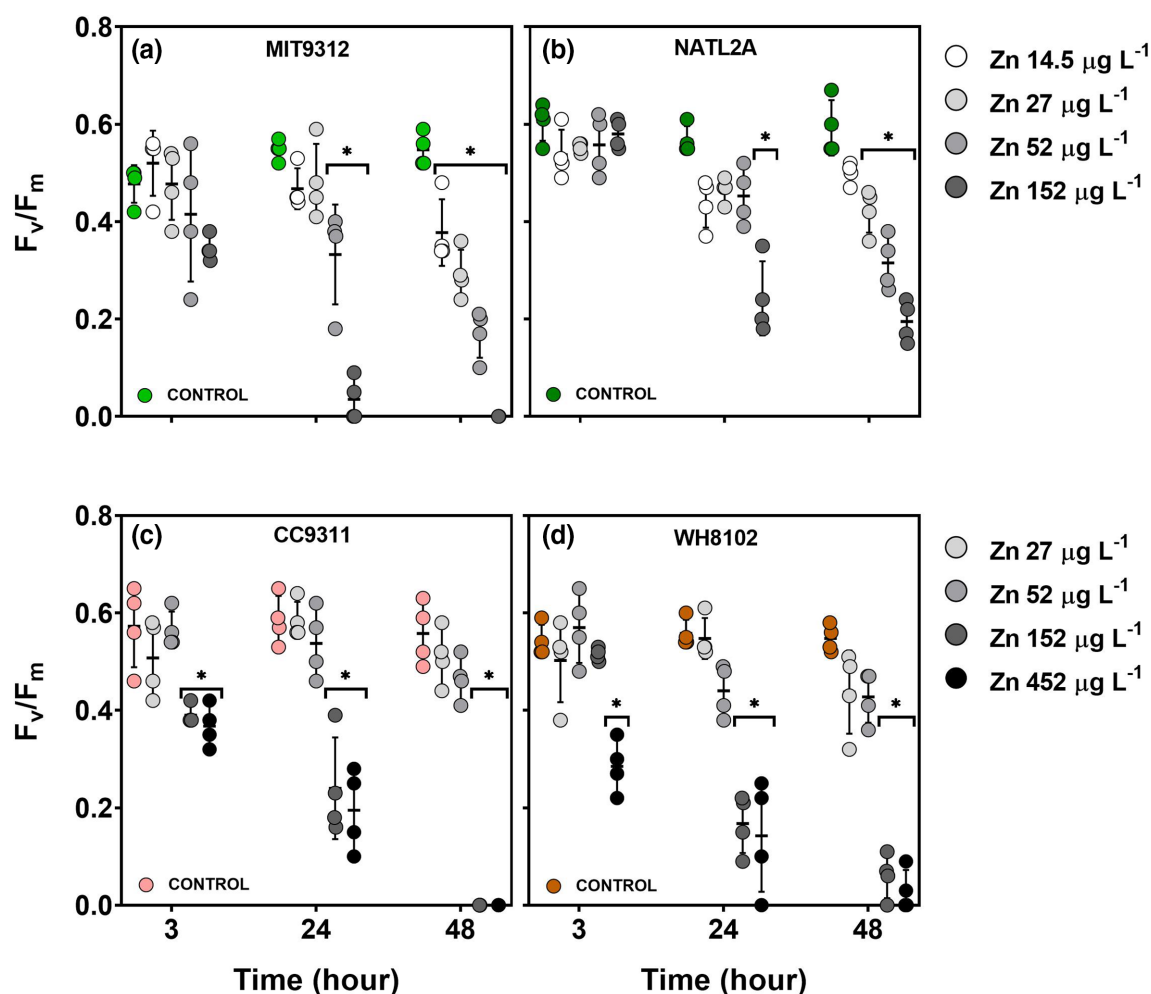 (a) MIT9312
(b) NATL2A
0.8
0.6
0.4
0.2
0.0
Fv/Fm
*
*
*
*
CONTROL
CONTROL
Zn 14.5 μg L-1
Zn 27 μg L-1
Zn 52 μg L-1
Zn 152 μg L-1
(c) CC9311
(d) WH8102
0.8
0.6
0.4
0.2
0.0
Fv/Fm
*
*
*
*
*
*
CONTROL
CONTROL
3 24 48
3 24 48
Time (hour)
Time (hour)
Zn 27 μg L-1
Zn 52 μg L-1
Zn 152 μg L-1
Zn 452 μg L-1